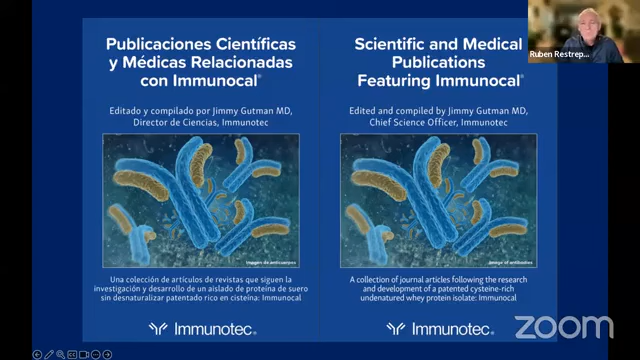 Publicaciones Científicas
y Médicas Relacionadas
con Immunocal®
Editado y compilado por Jimmy Gutman MD,
Director de Ciencias, Immunotec
Imagen de anticuerpos
Una colección de artículos de revistas que siguen la
investigación y desarrollo de un aislado de proteína de suero
sin desnaturalizar patentado rico en cisteína: Immunocal
Immunotec®
Scientific and Medical
Publications
Featuring Immunocal®
Edited and compiled by Jimmy Gutman MD,
Chief Science Officer, Immunotec
Image of antibodies
A collection of journal articles following the research
and development of a patented cysteine-rich
undenatured whey protein isolate: Immunocal
Immunotec®
Ruben Restrep...
zoom